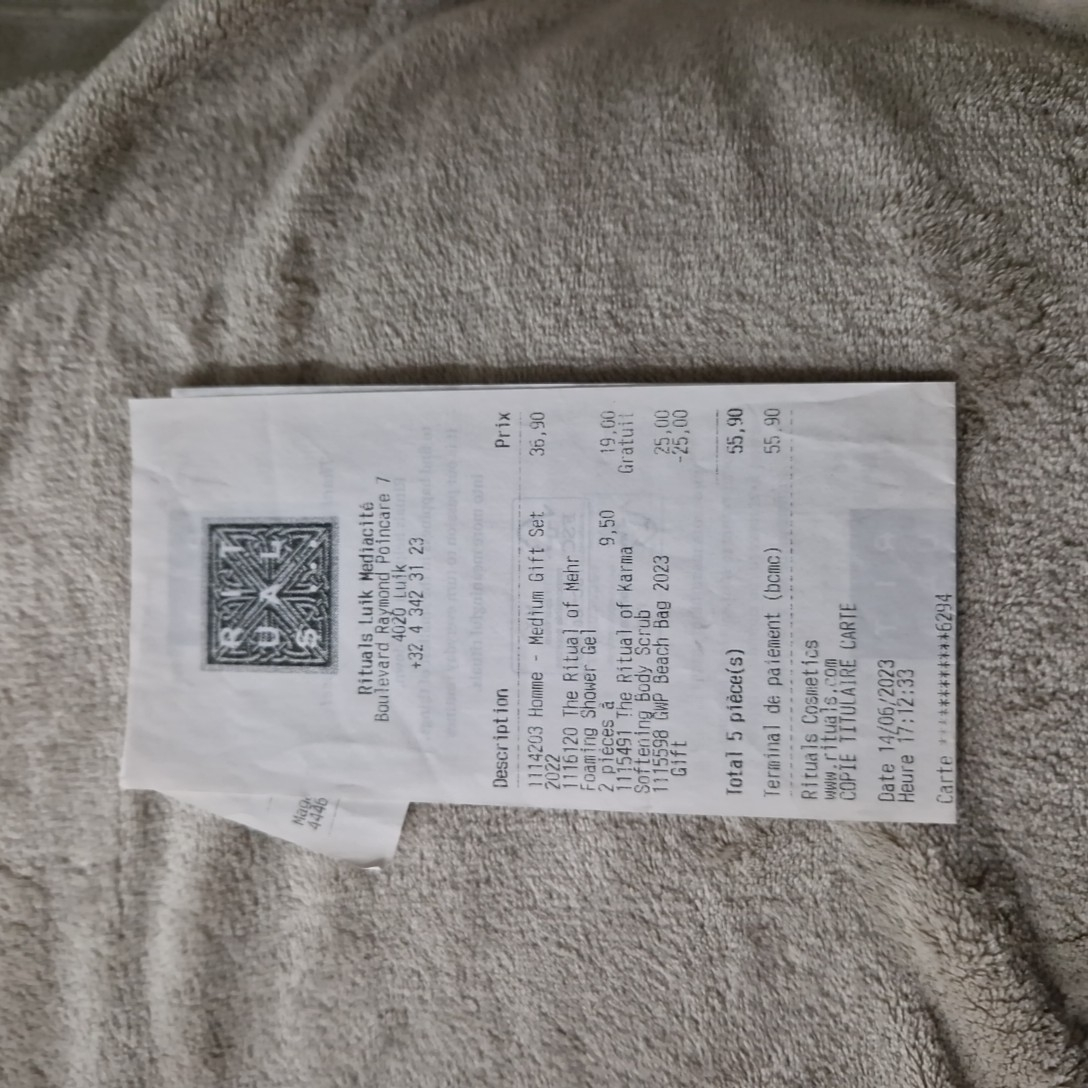 RIT
UAL
S...
Rituals Luik Mediacité
Boulevard Raymond Poincare 7
4020 Luik
+32 4 342 31 23
Description Prix
1114203 Homme - Medium Gift Set 36,90
2022
1116120 The Ritual of Mehr
Foaming Shower Gel
2 pièces à 9,50 19,00
1115491 The Ritual of Karma Gratuit
Softening Body Scrub
1115598 GWP Beach Bag 2023 25,00
Gift -25,00
Total 5 pièce(s) 55,90
Terminal de paiement (bcmc) 55,90
Rituals Cosmetics
www.rituals.com
COPIE TITULAIRE CARTE
Date 14/06/2023
Heure 17:12:33
Carte ************6294
4446